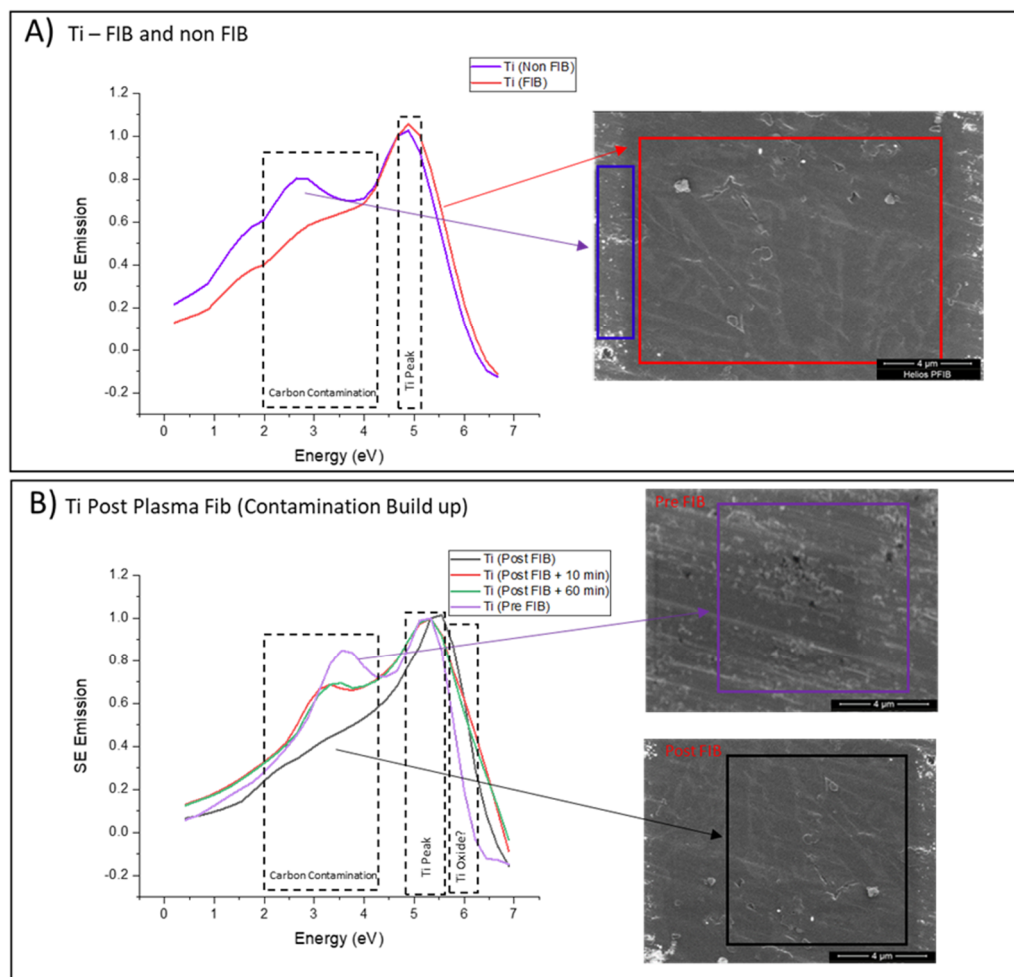 A) Ti – FIB and non FIB
Ti (Non FIB)
Ti (FIB)
1.2
1.0
0.8
0.6
0.4
0.2
0.0
-0.2
SE Emission
Carbon Contamination
Ti Peak
0 1 2 3 4 5 6 7
Energy (eV)
4 µm
Helios PFIB
B) Ti Post Plasma Fib (Contamination Build up)
Ti (Post FIB)
Ti (Post FIB + 10 min)
Ti (Post FIB + 60 min)
Ti (Pre FIB)
1.2
1.0
0.8
0.6
0.4
0.2
0.0
-0.2
SE Emission
Carbon Contamination
Ti Peak
Ti Oxide?
0 1 2 3 4 5 6 7
Energy (eV)
Pre FIB
4 µm
Post FIB
4 µm